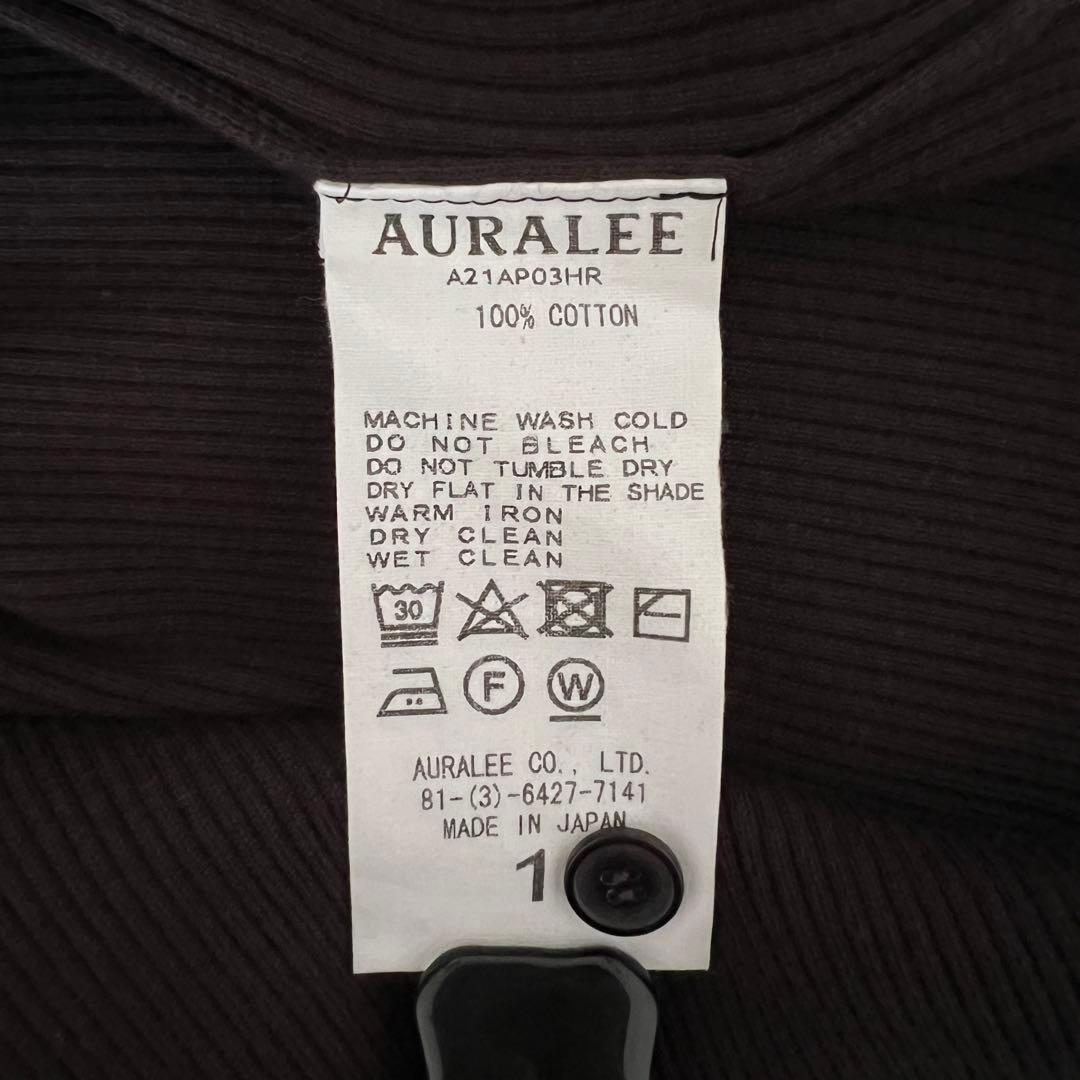 AURALEE
A21AP03HR
100% COTTON
MACHINE WASH COLD
DO NOT BLEACH
DO NOT TUMBLE DRY
DRY FLAT IN THE SHADE
WARM IRON
DRY CLEAN
WET CLEAN
30
F W
AURALEE CO., LTD.
81-(3)-6427-7141
MADE IN JAPAN
1